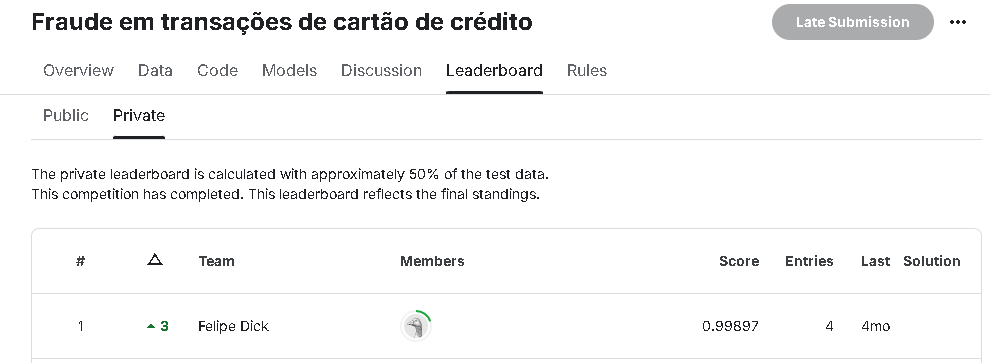 Fraude em transações de cartão de crédito
Late Submission
Overview Data Code Models Discussion Leaderboard Rules
Public Private
The private leaderboard is calculated with approximately 50% of the test data.
This competition has completed. This leaderboard reflects the final standings.
# △ Team Members Score Entries Last Solution
1 3 Felipe Dick 0.99897 4 4mo